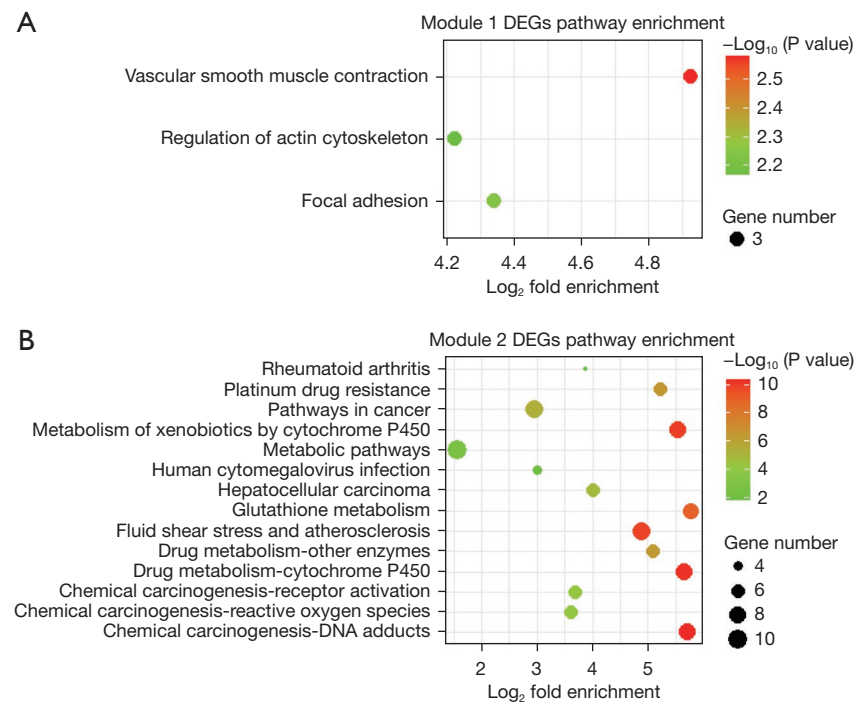 A
Module 1 DEGs pathway enrichment
Vascular smooth muscle contraction
Regulation of actin cytoskeleton
Focal adhesion
4.2 4.4 4.6 4.8
Log2 fold enrichment
−Log10 (P value)
2.5
2.4
2.3
2.2
Gene number
3
B
Module 2 DEGs pathway enrichment
Rheumatoid arthritis
Platinum drug resistance
Pathways in cancer
Metabolism of xenobiotics by cytochrome P450
Metabolic pathways
Human cytomegalovirus infection
Hepatocellular carcinoma
Glutathione metabolism
Fluid shear stress and atherosclerosis
Drug metabolism-other enzymes
Drug metabolism-cytochrome P450
Chemical carcinogenesis-receptor activation
Chemical carcinogenesis-reactive oxygen species
Chemical carcinogenesis-DNA adducts
2 3 4 5
Log2 fold enrichment
−Log10 (P value)
10
8
6
4
2
Gene number
4
6
8
10